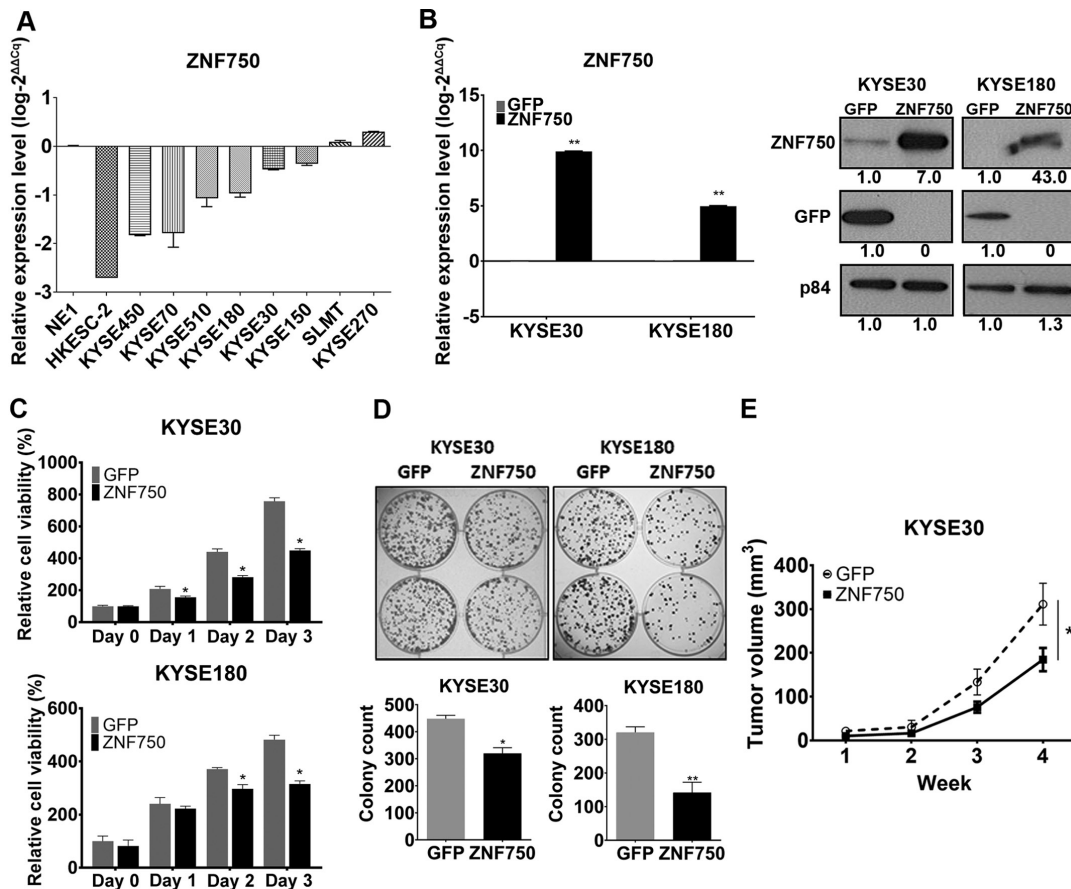 A
ZNF750
Relative expression level (log-2^ΔΔCq)
1
0
-1
-2
-3
NE1
HKESC-2
KYSE450
KYSE70
KYSE510
KYSE180
KYSE30
KYSE150
SLMT
KYSE270
B
ZNF750
Relative expression level (log-2^ΔΔCq)
GFP
ZNF750
15
10
5
0
-5
**
**
KYSE30
KYSE180
KYSE30 KYSE180
GFP ZNF750 GFP ZNF750
ZNF750
1.0 7.0 1.0 43.0
GFP
1.0 0 1.0 0
p84
1.0 1.0 1.0 1.3
C
KYSE30
Relative cell viability (%)
GFP
ZNF750
1000
800
600
400
200
0
* * *
Day 0 Day 1 Day 2 Day 3
KYSE180
Relative cell viability (%)
GFP
ZNF750
600
400
200
0
* *
Day 0 Day 1 Day 2 Day 3
D
KYSE30 KYSE180
GFP ZNF750 GFP ZNF750
KYSE30
Colony count
500
400
300
200
100
0
*
GFP ZNF750
KYSE180
Colony count
400
300
200
100
0
**
GFP ZNF750
E
KYSE30
Tumor volume (mm³)
GFP
ZNF750
400
300
200
100
0
*
1 2 3 4
Week